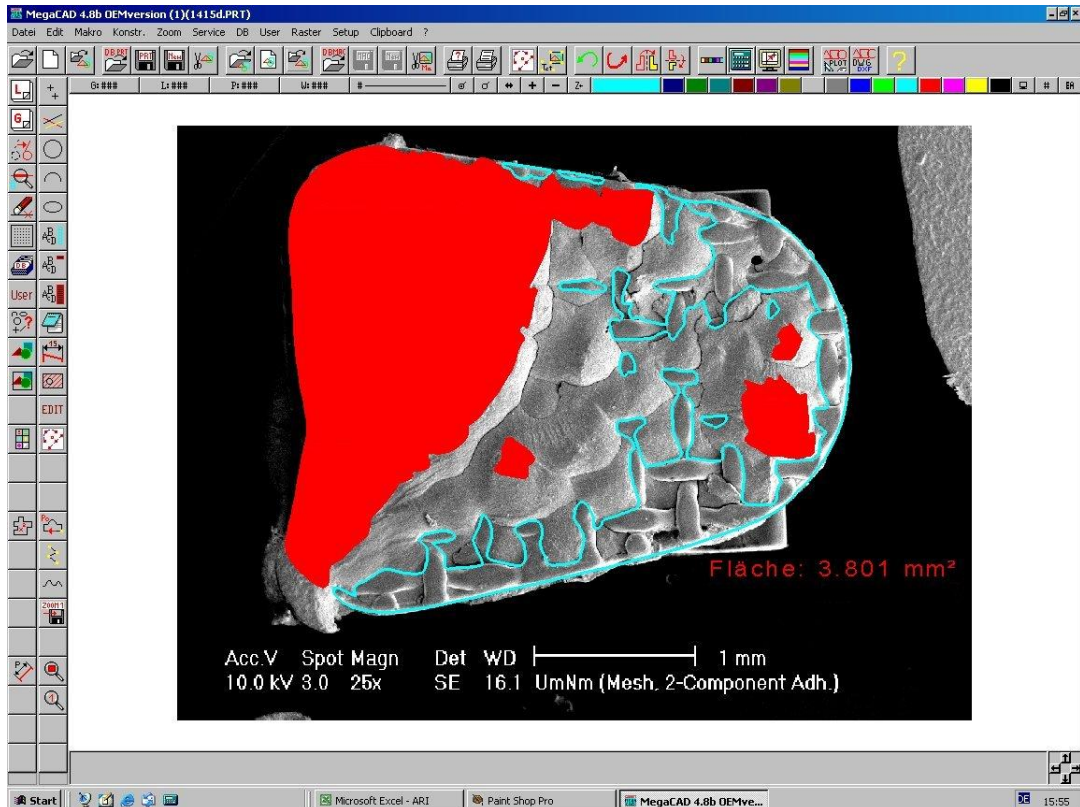 MegaCAD 4.8b OEMversion (1)(1415d.PRT)
Datei Edit Makro Konstr. Zoom Service DB User Raster Setup Clipboard ?
G:### L:### P:### W:### # Z-
User
EDIT
Fläche: 3.801 mm²
Acc.V Spot Magn Det WD 1 mm
10.0 kV 3.0 25x SE 16.1 UmNm (Mesh, 2-Component Adh.)
Start Microsoft Excel - ARI Paint Shop Pro MegaCAD 4.8b OEMve... DE 15:55